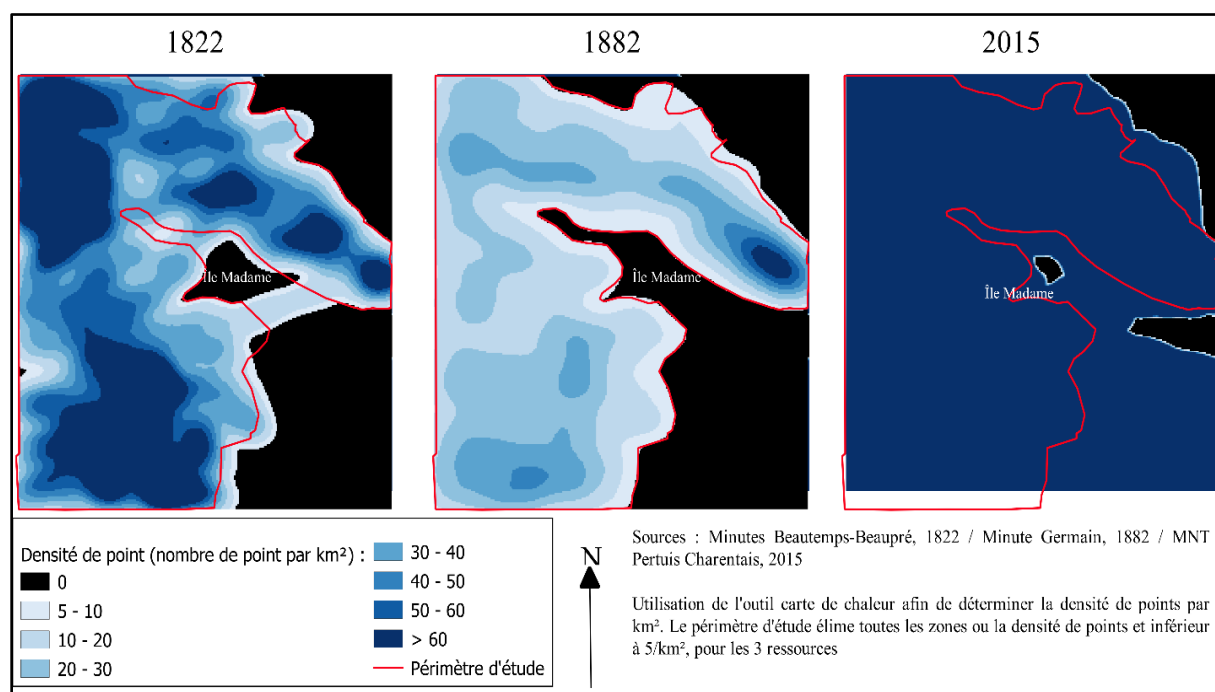 1822
1882
2015
Île Madame
Île Madame
Île Madame
Densité de point (nombre de point par km²) :
0
5 - 10
10 - 20
20 - 30
30 - 40
40 - 50
50 - 60
> 60
Périmètre d'étude
N
Sources : Minutes Beautemps-Beaupré, 1822 / Minute Germain, 1882 / MNT
Pertuis Charentais, 2015
Utilisation de l'outil carte de chaleur afin de déterminer la densité de points par
km². Le périmètre d'étude élime toutes les zones ou la densité de points et inférieur
à 5/km², pour les 3 ressources